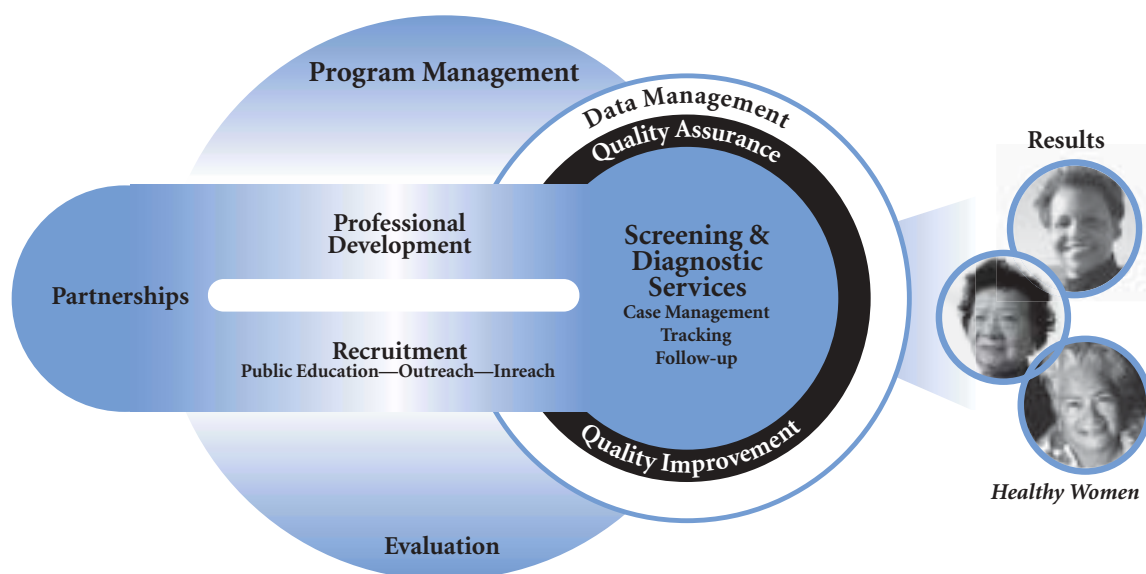 Program Management
Data Management
Quality Assurance
Results
Professional
Development
Partnerships
Screening &
Diagnostic
Services
Case Management
Tracking
Follow-up
Recruitment
Public Education—Outreach—Inreach
Quality Improvement
Healthy Women
Evaluation